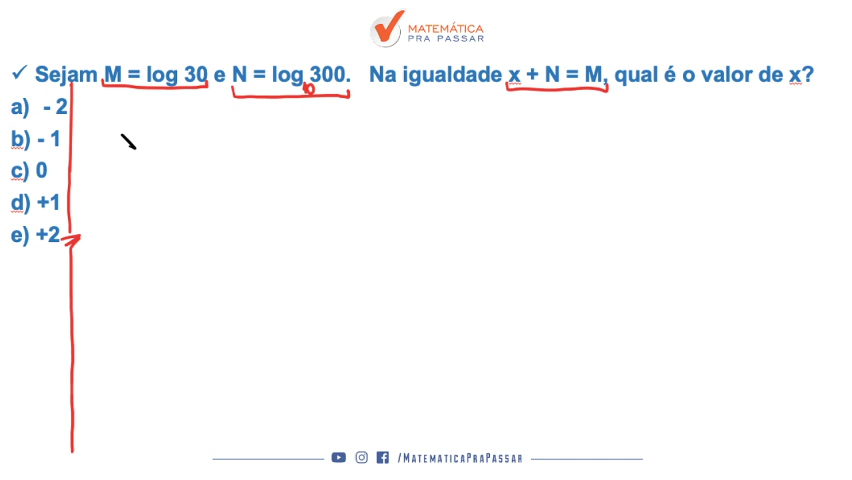 MATEMÁTICA
PRA PASSAR
✓ Sejam M = log 30 e N = log 300. Na igualdade x + N = M, qual é o valor de x?
10
a) - 2
b) - 1
c) 0
d) +1
e) +2
/MatematicaPraPassar